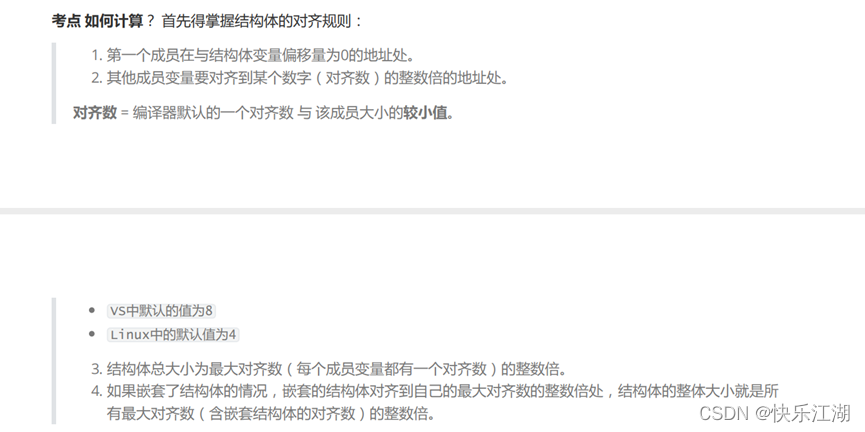 考点 如何计算？ 首先得掌握结构体的对齐规则：
1. 第一个成员在与结构体变量偏移量为0的地址处。
2. 其他成员变量要对齐到某个数字（对齐数）的整数倍的地址处。
对齐数 = 编译器默认的一个对齐数 与 该成员大小的较小值。
• VS中默认的值为8
• Linux中的默认值为4
3. 结构体总大小为最大对齐数（每个成员变量都有一个对齐数）的整数倍。
4. 如果嵌套了结构体的情况，嵌套的结构体对齐到自己的最大对齐数的整数倍处，结构体的整体大小就是所
有最大对齐数（含嵌套结构体的对齐数）的整数倍。
CSDN @快乐江湖